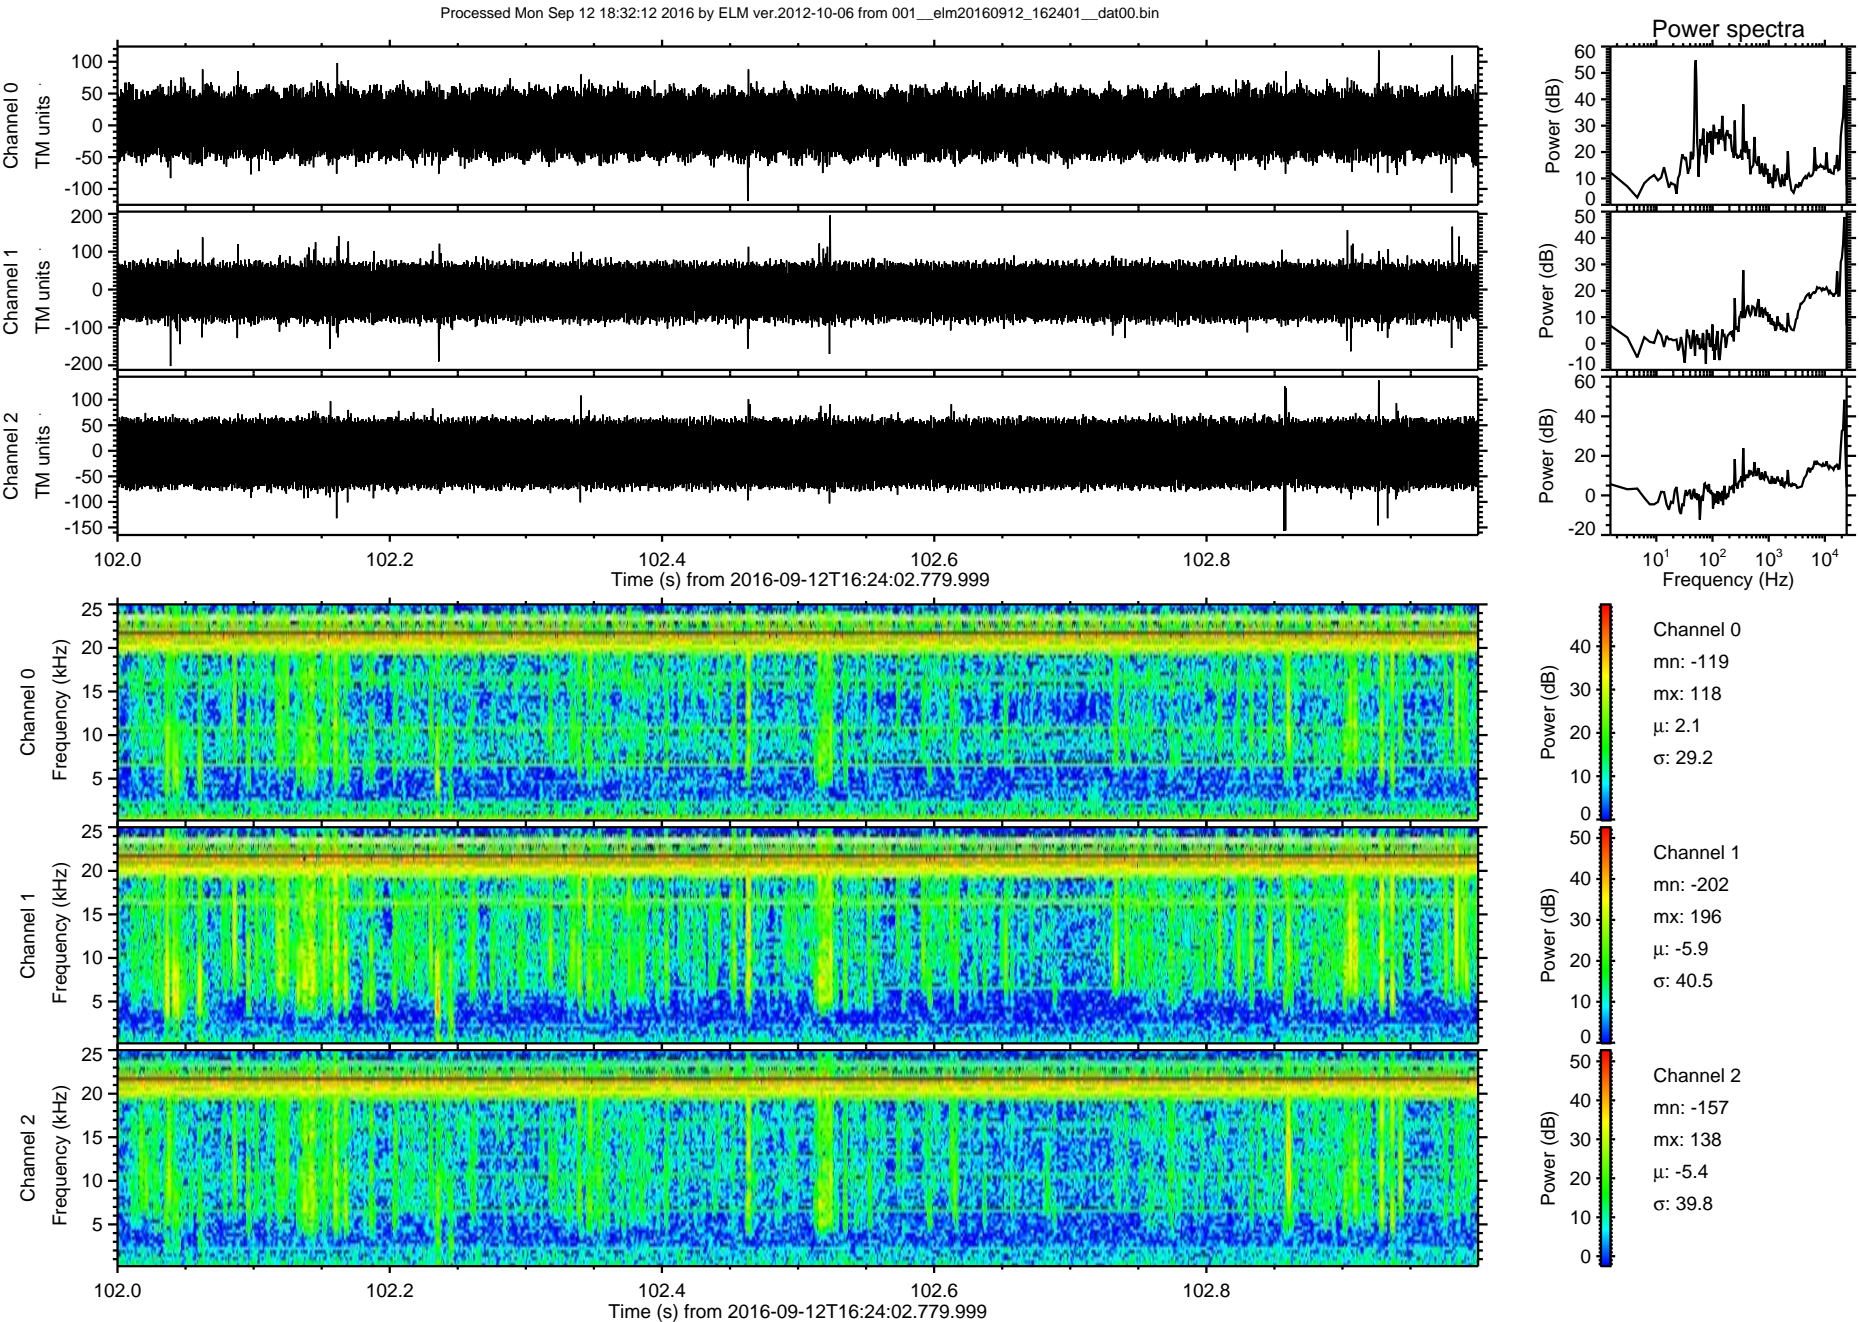 Processed Mon Sep 12 18:32:12 2016 by ELM ver.2012-10-06 from 001__elm20160912_162401__dat00.bin
Power spectra
Channel 0
TM units
100
50
0
-50
-100
Power (dB)
60
50
40
30
20
10
0
Channel 1
TM units
200
100
0
-100
-200
Power (dB)
50
40
30
20
10
0
-10
Channel 2
TM units
100
50
0
-50
-100
-150
Power (dB)
60
40
20
0
-20
102.0 102.2 102.4 102.6 102.8
Time (s) from 2016-09-12T16:24:02.779.999
10^1 10^2 10^3 10^4
Frequency (Hz)
Channel 0
Frequency (kHz)
25
20
15
10
5
Power (dB)
40
30
20
10
0
Channel 0
mn: -119
mx: 118
μ: 2.1
σ: 29.2
Channel 1
Frequency (kHz)
25
20
15
10
5
Power (dB)
50
40
30
20
10
0
Channel 1
mn: -202
mx: 196
μ: -5.9
σ: 40.5
Channel 2
Frequency (kHz)
25
20
15
10
5
Power (dB)
50
40
30
20
10
0
Channel 2
mn: -157
mx: 138
μ: -5.4
σ: 39.8
102.0 102.2 102.4 102.6 102.8
Time (s) from 2016-09-12T16:24:02.779.999